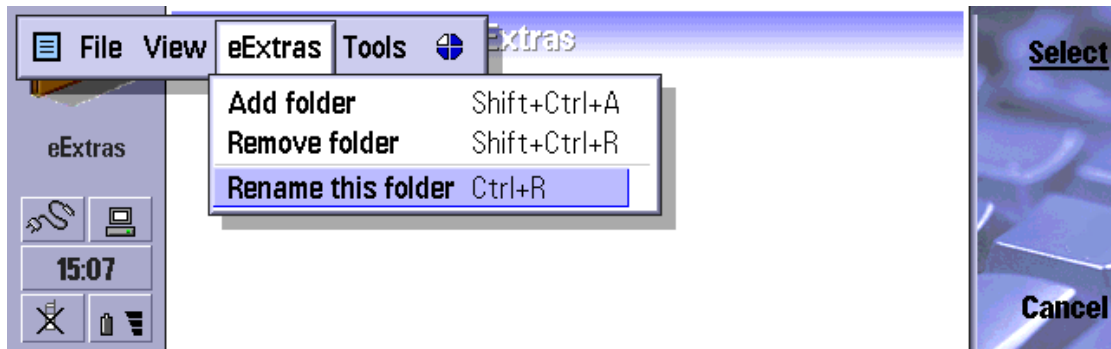 File View eExtras Tools
Extras
Select
Add folder Shift+Ctrl+A
Remove folder Shift+Ctrl+R
Rename this folder Ctrl+R
eExtras
15:07
Cancel